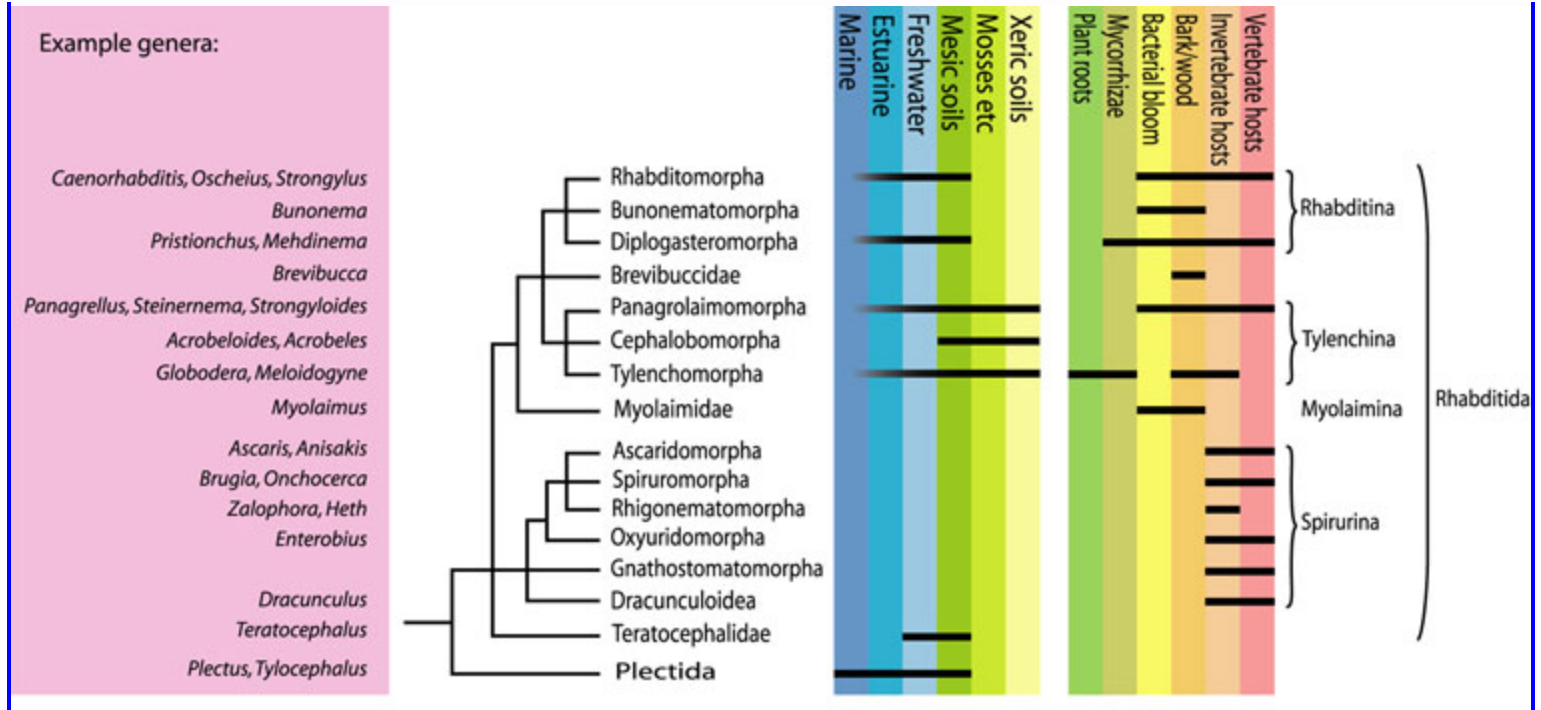 Example genera:
Marine
Estuarine
Freshwater
Mesic soils
Mosses etc
Xeric soils
Plant roots
Mycorrhizae
Bacterial bloom
Bark/wood
Invertebrate hosts
Vertebrate hosts
Caenorhabditis, Oscheius, Strongylus Rhabditomorpha
Bunonema Bunonematomorpha Rhabditina
Pristionchus, Mehdinema Diplogasteromorpha
Brevibucca Brevibuccidae
Panagrellus, Steinernema, Strongyloides Panagrolaimomorpha
Acrobeloides, Acrobeles Cephalobomorpha Tylenchina
Globodera, Meloidogyne Tylenchomorpha
Rhabditida
Myolaimus Myolaimidae Myolaimina
Ascaris, Anisakis Ascaridomorpha
Brugia, Onchocerca Spiruromorpha
Zalophora, Heth Rhigonematomorpha
Spirurina
Enterobius Oxyuridomorpha
Gnathostomatomorpha
Dracunculus Dracunculoidea
Teratocephalus Teratocephalidae
Plectus, Tylocephalus Plectida